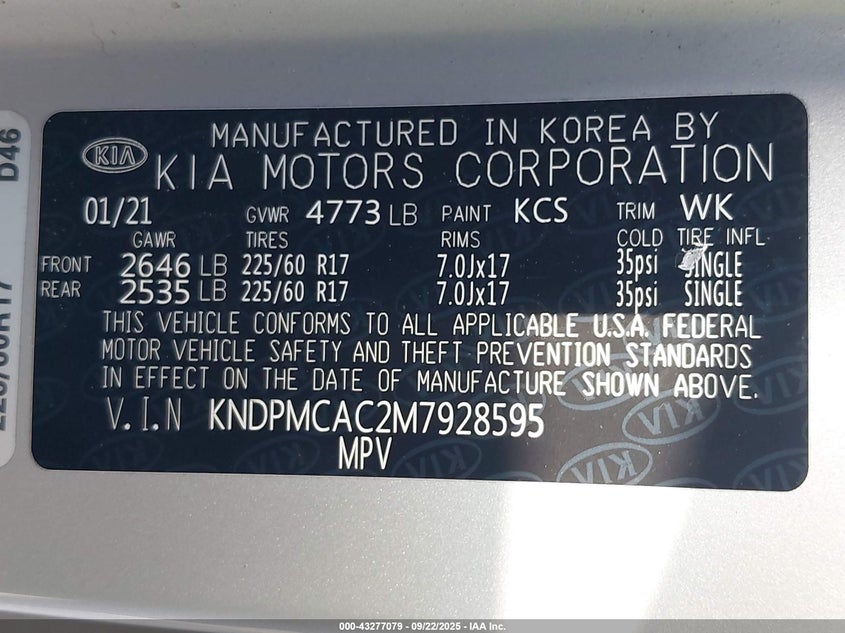 MANUFACTURED IN KOREA BY
KIA KIA MOTORS CORPORATION
01/21 GVWR 4773 LB PAINT KCS TRIM WK
GAWR TIRES RIMS COLD TIRE INFL
FRONT 2646 LB 225/60 R17 7.0Jx17 35psi SINGLE
REAR 2535 LB 225/60 R17 7.0Jx17 35psi SINGLE
THIS VEHICLE CONFORMS TO ALL APPLICABLE U.S.A. FEDERAL
MOTOR VEHICLE SAFETY AND THEFT PREVENTION STANDARDS
IN EFFECT ON THE DATE OF MANUFACTURE SHOWN ABOVE.
V.I.N KNDPMCAC2M7928595
MPV
KIA
KIA
D46
000-43277079 - 09/22/2025 - IAA Inc.